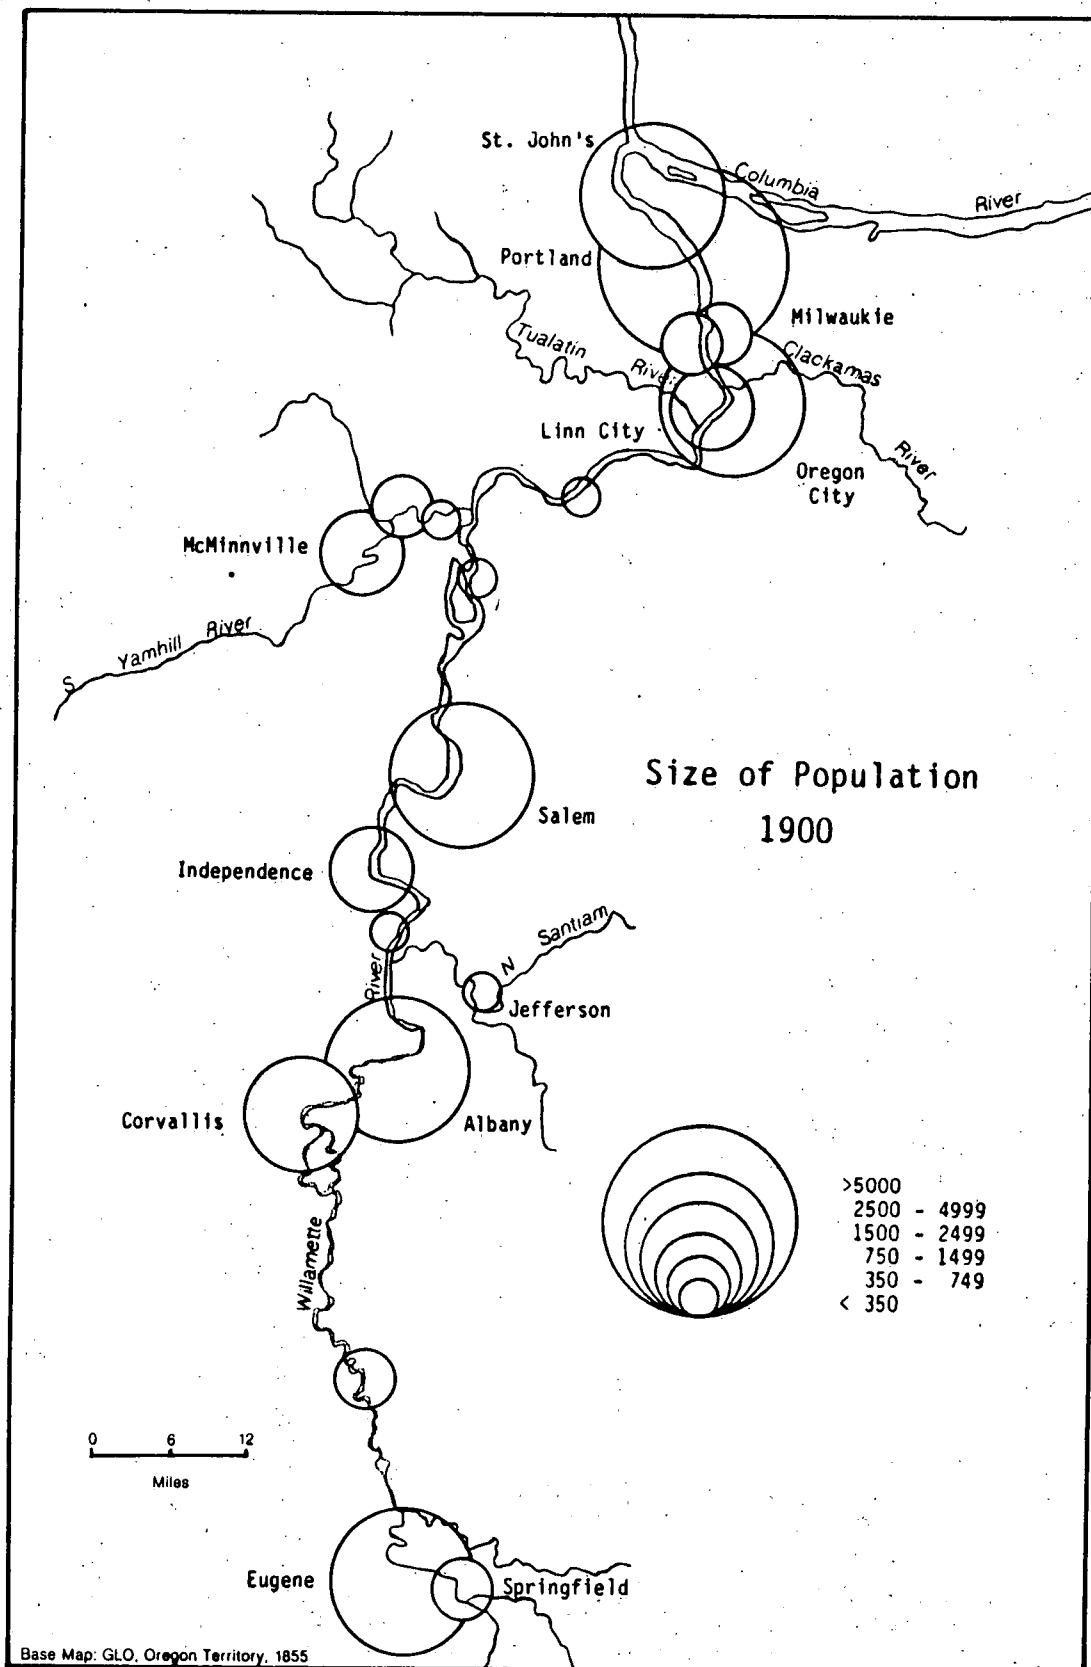 St. John's
Columbia
River
Portland
Milwaukie
Tualatin
River
Clackamas
River
Linn City
Oregon
City
McMinnville
Yamhill River
S
Size of Population
1900
Salem
Independence
N Santiam
River
Jefferson
Corvallis
Albany
>5000
2500 - 4999
1500 - 2499
750 - 1499
350 - 749
< 350
Willamette
0 6 12
Miles
Eugene
Springfield
Base Map: GLO, Oregon Territory, 1855